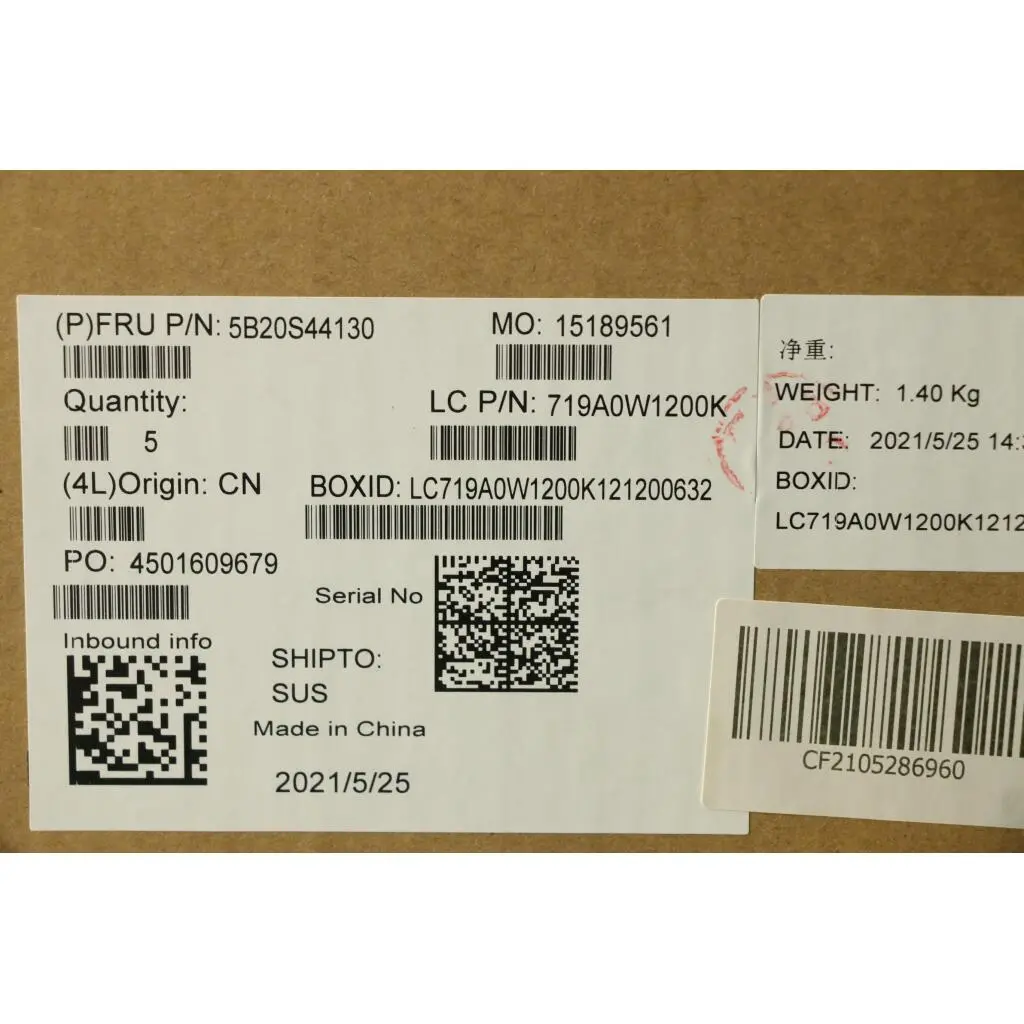 (P)FRU P/N: 5B20S44130
MO: 15189561
Quantity:
5
LC P/N: 719A0W1200K
(4L)Origin: CN
BOXID: LC719A0W1200K121200632
PO: 4501609679
Serial No
Inbound info
SHIPTO:
SUS
Made in China
2021/5/25
净重:
WEIGHT: 1.40 Kg
DATE: 2021/5/25 14:
BOXID:
LC719A0W1200K1212
CF2105286960